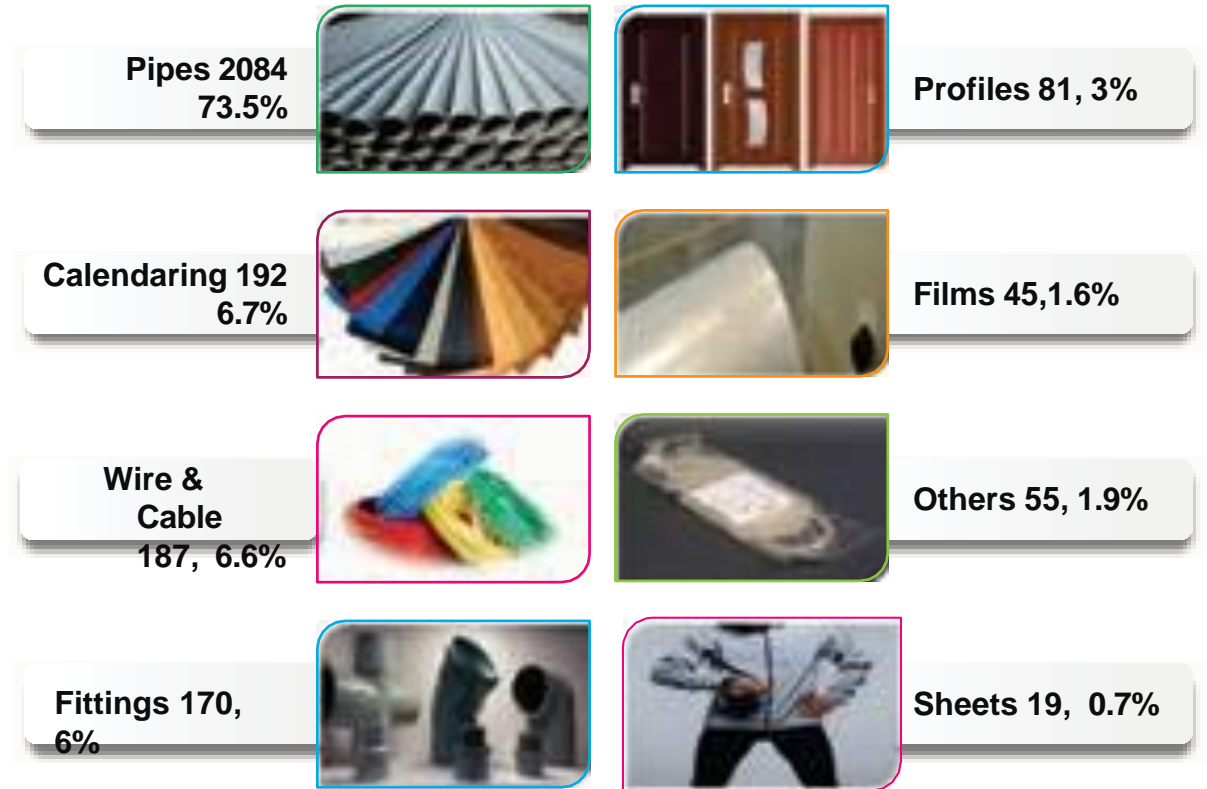 Pipes 2084
73.5%
Profiles 81, 3%
Calendaring 192
6.7%
Films 45,1.6%
Wire &
Cable
187, 6.6%
Others 55, 1.9%
Fittings 170,
6%
Sheets 19, 0.7%